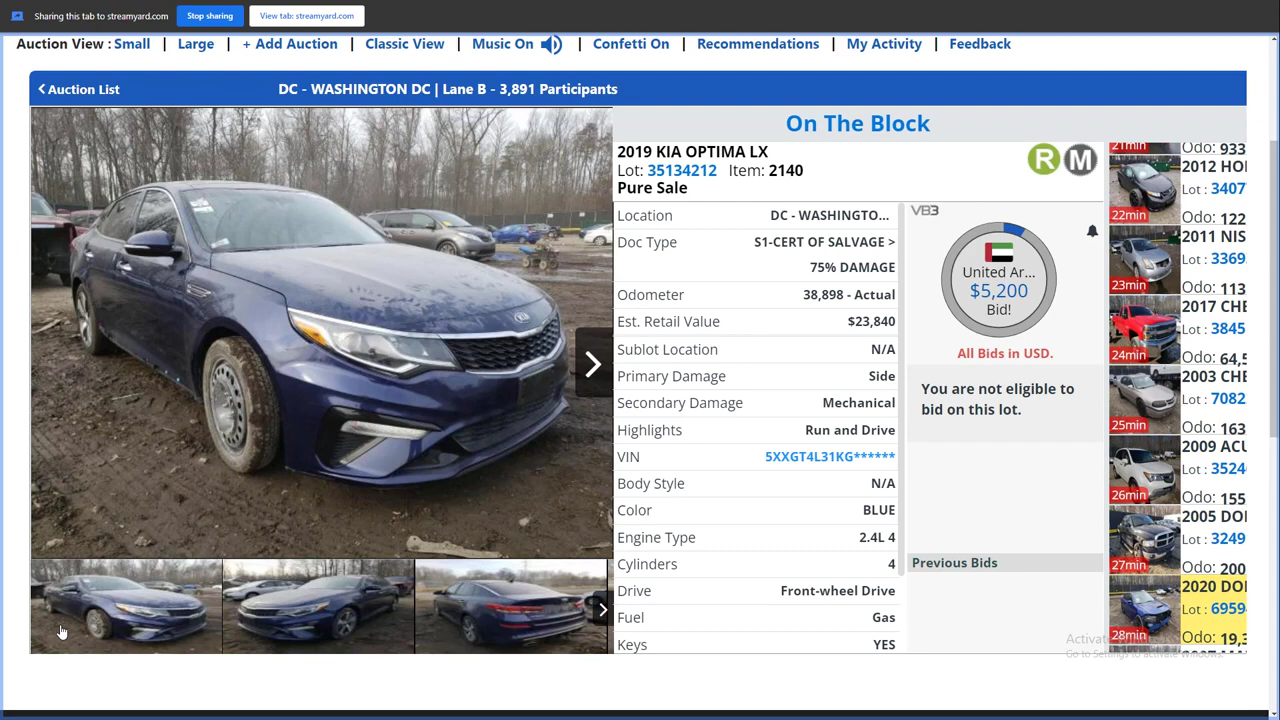 Sharing this tab to streamyard.com
Stop sharing
View tab: streamyard.com
Auction View : Small | Large | + Add Auction | Classic View | Music On | Confetti On | Recommendations | My Activity | Feedback
Auction List
DC - WASHINGTON DC | Lane B - 3,891 Participants
On The Block
2019 KIA OPTIMA LX
Lot: 35134212 Item: 2140
Pure Sale
R M
Location DC - WASHINGTO...
Doc Type S1-CERT OF SALVAGE >
75% DAMAGE
Odometer 38,898 - Actual
Est. Retail Value $23,840
Sublot Location N/A
Primary Damage Side
Secondary Damage Mechanical
Highlights Run and Drive
VIN 5XXGT4L31KG******
Body Style N/A
Color BLUE
Engine Type 2.4L 4
Cylinders 4
Drive Front-wheel Drive
Fuel Gas
Keys YES
VB3
United Ar...
$5,200
Bid!
All Bids in USD.
You are not eligible to
bid on this lot.
Previous Bids
21min
Odo: 933
2012 HO
Lot : 3407
22min
Odo: 122
2011 NIS
Lot : 3369
23min
Odo: 113
2017 CHE
Lot : 3845
24min
Odo: 64,5
2003 CHE
Lot : 7082
25min
Odo: 163
2009 ACU
Lot : 3524
26min
Odo: 155
2005 DO
Lot : 3249
27min
Odo: 200
2020 DO
Lot : 6959
28min
Odo: 19,3